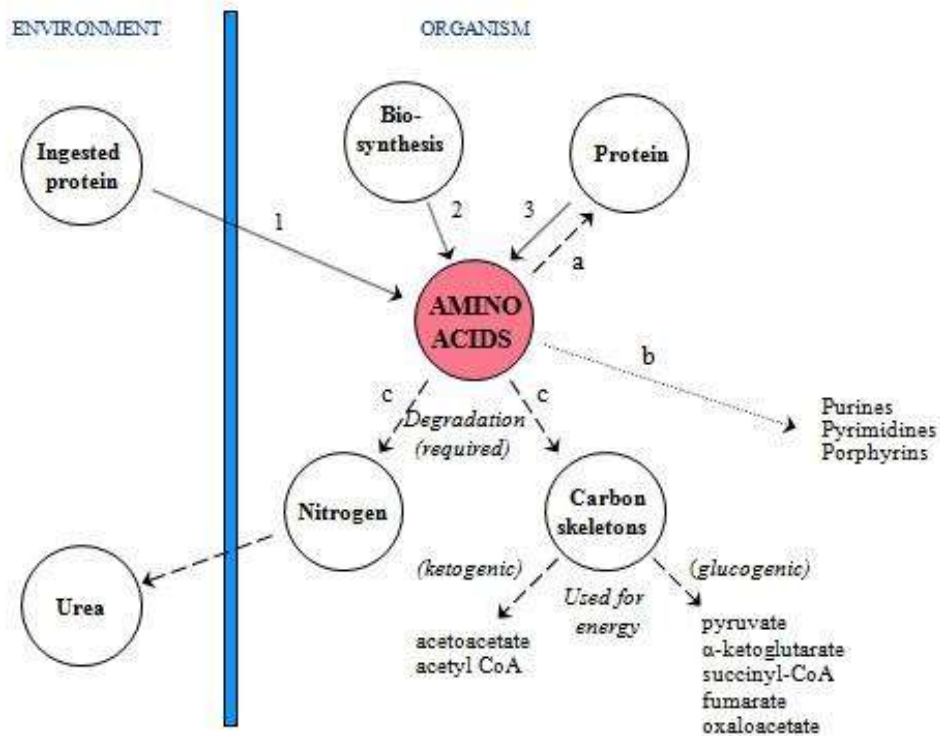 ENVIRONMENT
ORGANISM
Ingested
protein
Bio-
synthesis
Protein
1
2
3
a
AMINO
ACIDS
b
Purines
Pyrimidines
Porphyrins
c
c
Degradation
(required)
Nitrogen
Carbon
skeletons
Urea
(ketogenic)
Used for
energy
(glucogenic)
acetoacetate
acetyl CoA
pyruvate
α-ketoglutarate
succinyl-CoA
fumarate
oxaloacetate